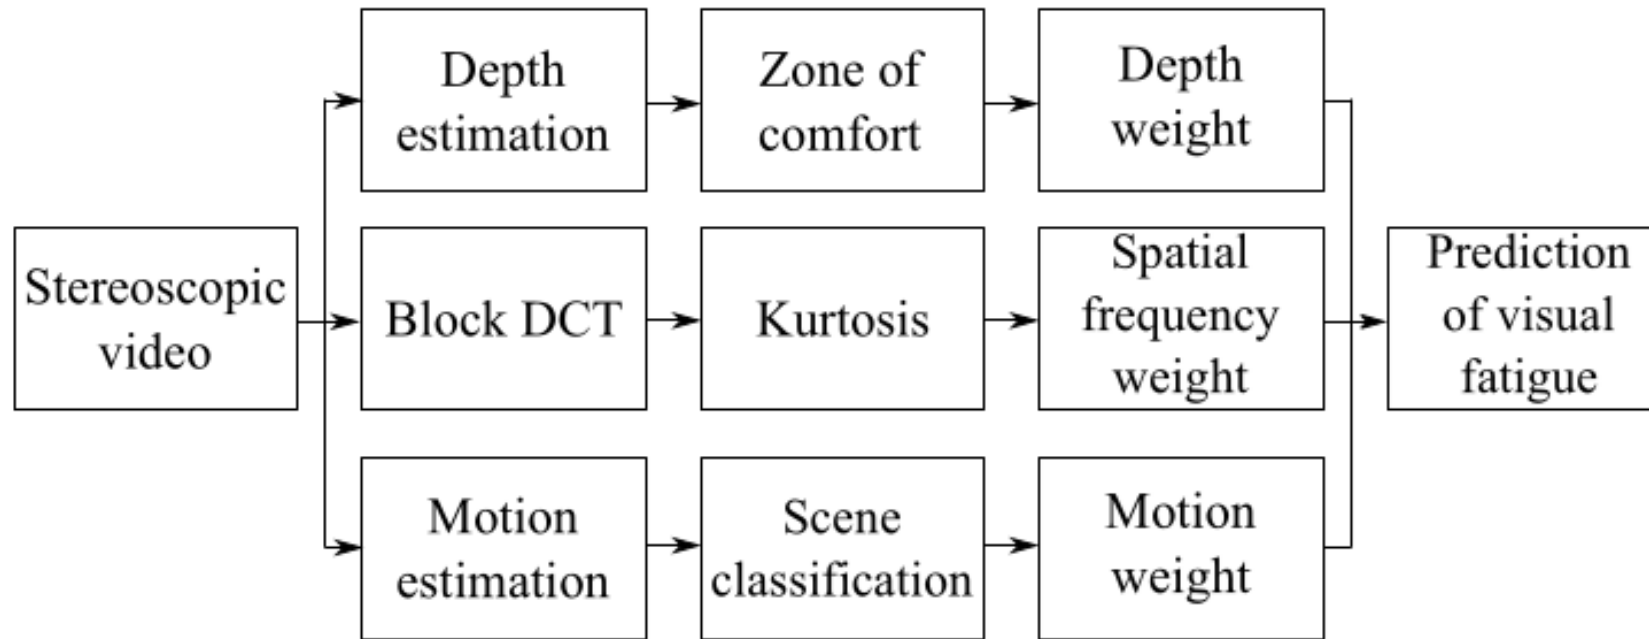 Stereoscopic
video
Depth
estimation
Zone of
comfort
Depth
weight
Block DCT
Kurtosis
Spatial
frequency
weight
Motion
estimation
Scene
classification
Motion
weight
Prediction
of visual
fatigue